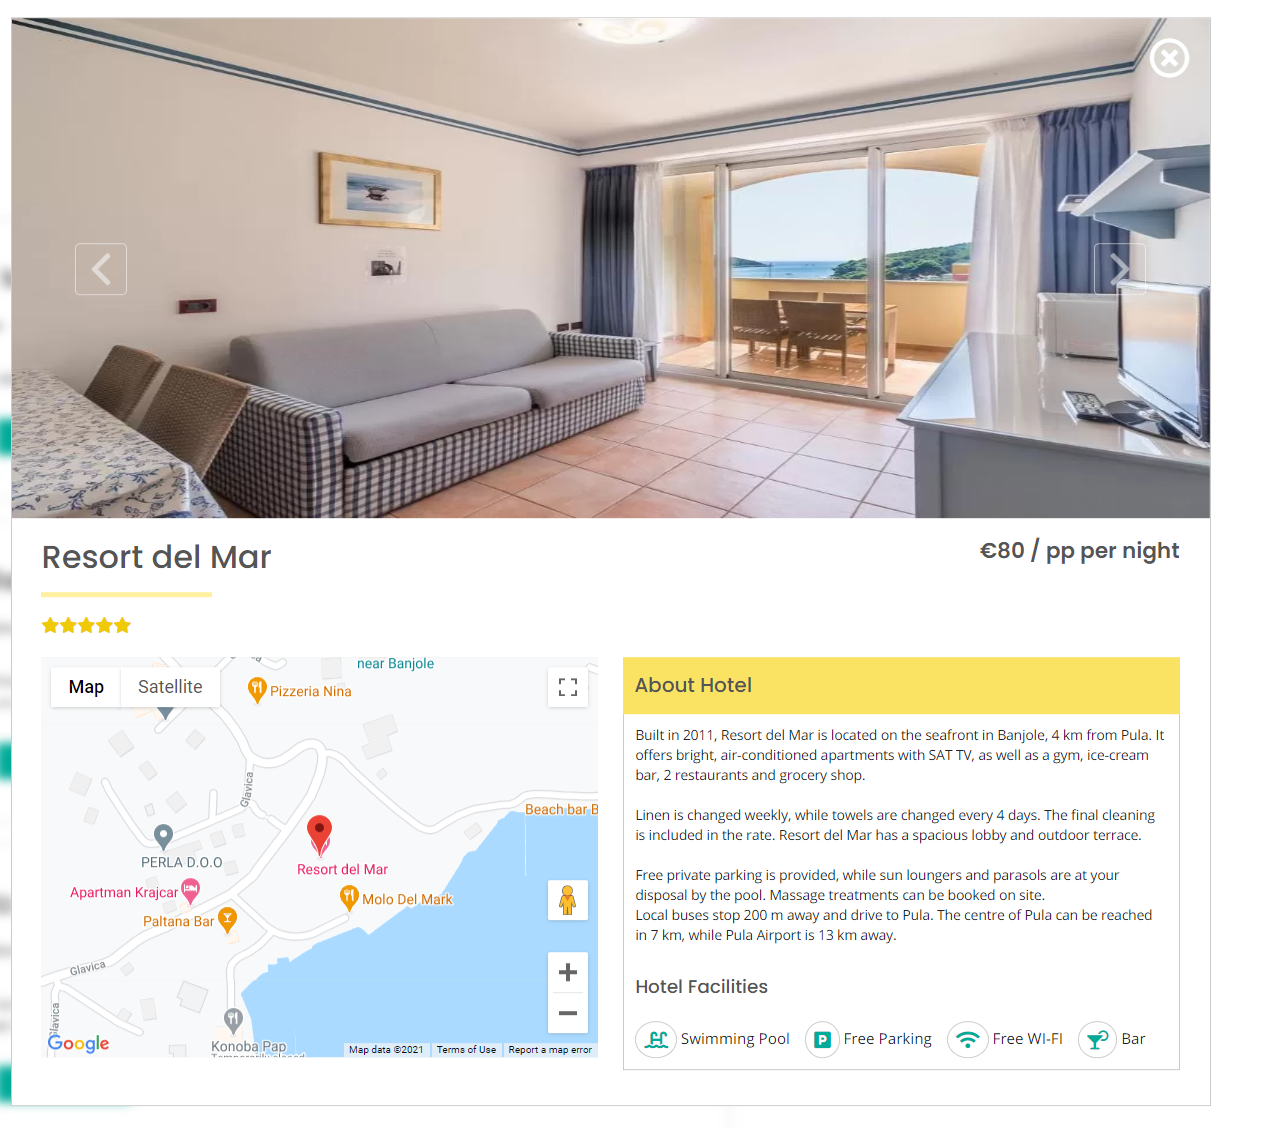 Resort del Mar
€80 / pp per night
Map
Satellite
near Banjole
Pizzeria Nina
Glavica
Beach bar B
PERLA D.O.O
Resort del Mar
Apartman Krajcar
Molo Del Mark
Paltana Bar
Glavica
Glavica
Konoba Pap
Temporarily closed
Google
Map data ©2021
Terms of Use
Report a map error
About Hotel
Built in 2011, Resort del Mar is located on the seafront in Banjole, 4 km from Pula. It
offers bright, air-conditioned apartments with SAT TV, as well as a gym, ice-cream
bar, 2 restaurants and grocery shop.
Linen is changed weekly, while towels are changed every 4 days. The final cleaning
is included in the rate. Resort del Mar has a spacious lobby and outdoor terrace.
Free private parking is provided, while sun loungers and parasols are at your
disposal by the pool. Massage treatments can be booked on site.
Local buses stop 200 m away and drive to Pula. The centre of Pula can be reached
in 7 km, while Pula Airport is 13 km away.
Hotel Facilities
Swimming Pool
P
Free Parking
Free WI-FI
Bar